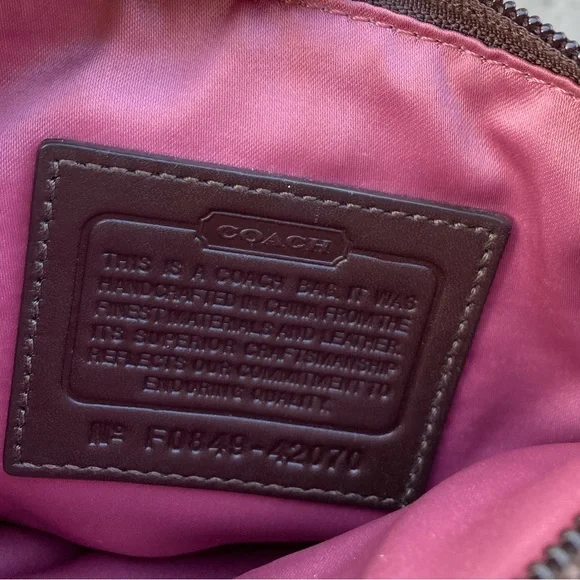 COACH
THIS IS A COACH BAG. IT WAS
HANDCRAFTED IN CHINA FROM THE
FINEST MATERIALS AND LEATHER.
ITS SUPERIOR CRAFTSMANSHIP
REFLECTS OUR COMMITMENT TO
ENDURING QUALITY.
Nº F0849-42070